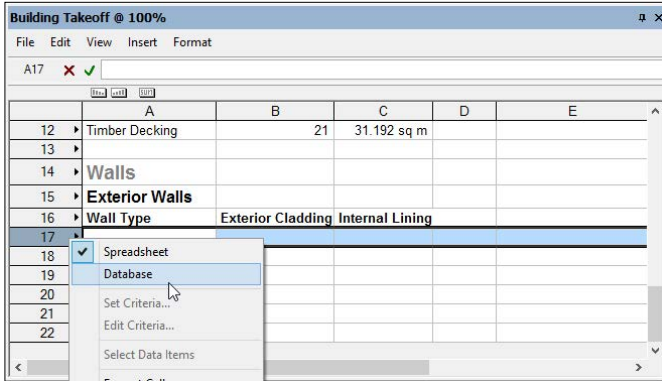 Building Takeoff @ 100%
File Edit View Insert Format
A17
A B C D E
12 Timber Decking 21 31.192 sq m
13
14 Walls
15 Exterior Walls
16 Wall Type Exterior Cladding Internal Lining
17
18 Spreadsheet
19 Database
20 Set Criteria...
21 Edit Criteria...
22
Select Data Items